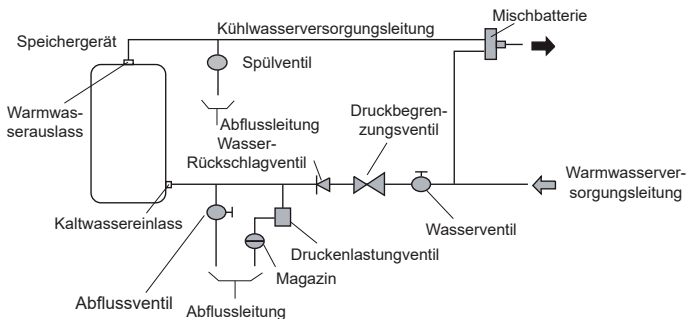 Mischbatterie
Kühlwasserversorgungsleitung
Speichergerät
Spülventil
Warmwas-
serauslass
Druckbegren-
zungsventil
Abflussleitung
Wasser-
Rückschlagventil
Warmwasserver-
sorgungsleitung
Kaltwassereinlass
Wasserventil
Druckenlastungventil
Magazin
Abflussventil
Abflussleitung